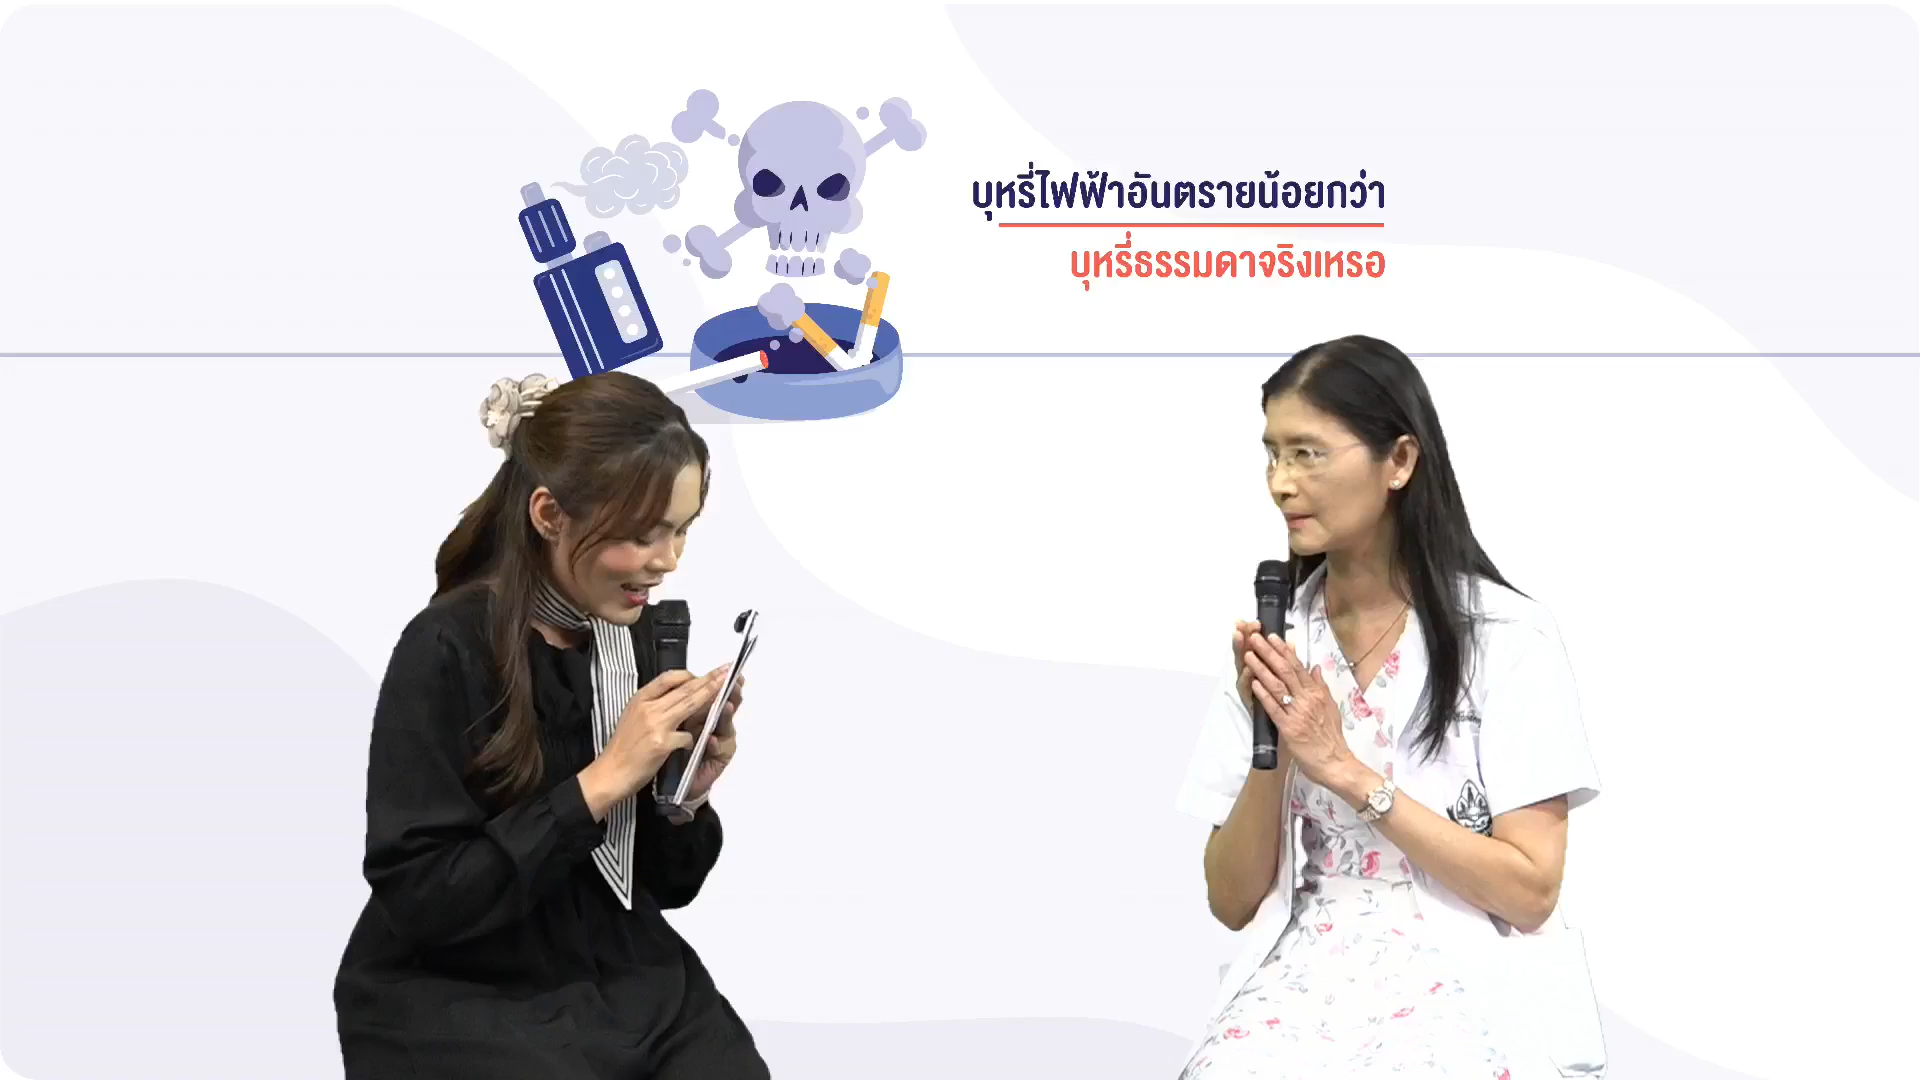 บุหรี่ไฟฟ้าอันตรายน้อยกว่า
บุหรี่ธรรมดาจริงเหรอ